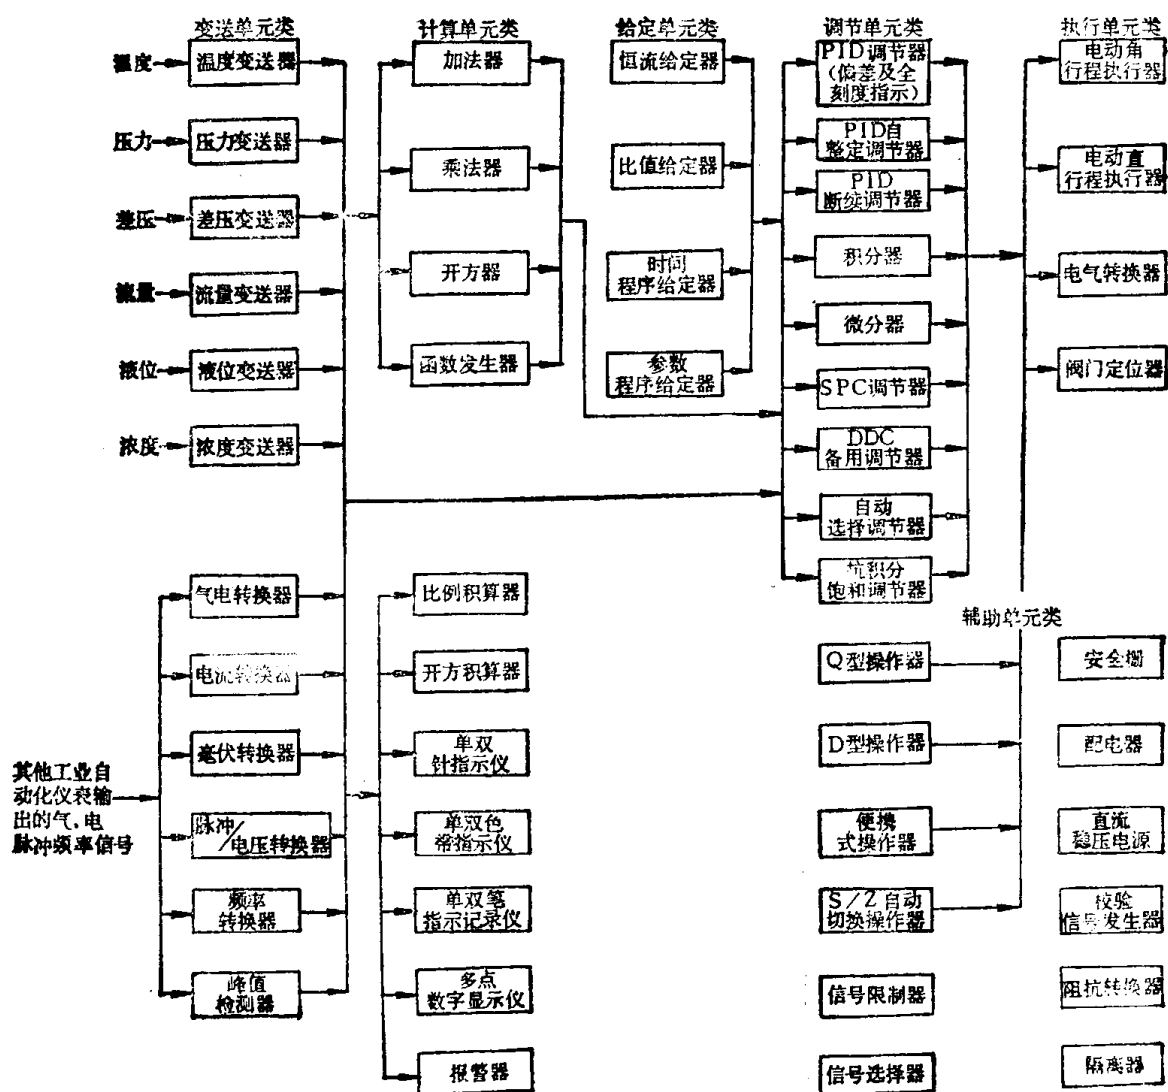 变送单元类
计算单元类
给定单元类
调节单元类
执行单元类
温度
温度变送器
压力
压力变送器
差压
差压变送器
流量
流量变送器
液位
液位变送器
浓度
浓度变送器
加法器
乘法器
开方器
函数发生器
恒流给定器
比值给定器
时间
程序给定器
参数
程序给定器
PID调节器
(偏差及全
刻度指示)
PID自
整定调节器
PID
断续调节器
积分器
微分器
SPC调节器
DDC
备用调节器
自动
选择调节器
抗积分
饱和调节器
电动角
行程执行器
电动直
行程执行器
电气转换器
阀门定位器
其他工业自
动化仪表输
出的气,电
脉冲频率信号
气电转换器
电流转换器
毫伏转换器
脉冲/
电压转换器
频率
转换器
峰值
检测器
比例积算器
开方积算器
单双
针指示仪
单双色
带指示仪
单双笔
指示记录仪
多点
数字显示仪
报警器
辅助单元类
Q型操作器
D型操作器
便携
式操作器
S/Z自动
切换操作器
信号限制器
信号选择器
安全栅
配电器
直流
稳压电源
校验
信号发生器
阻抗转换器
隔离器